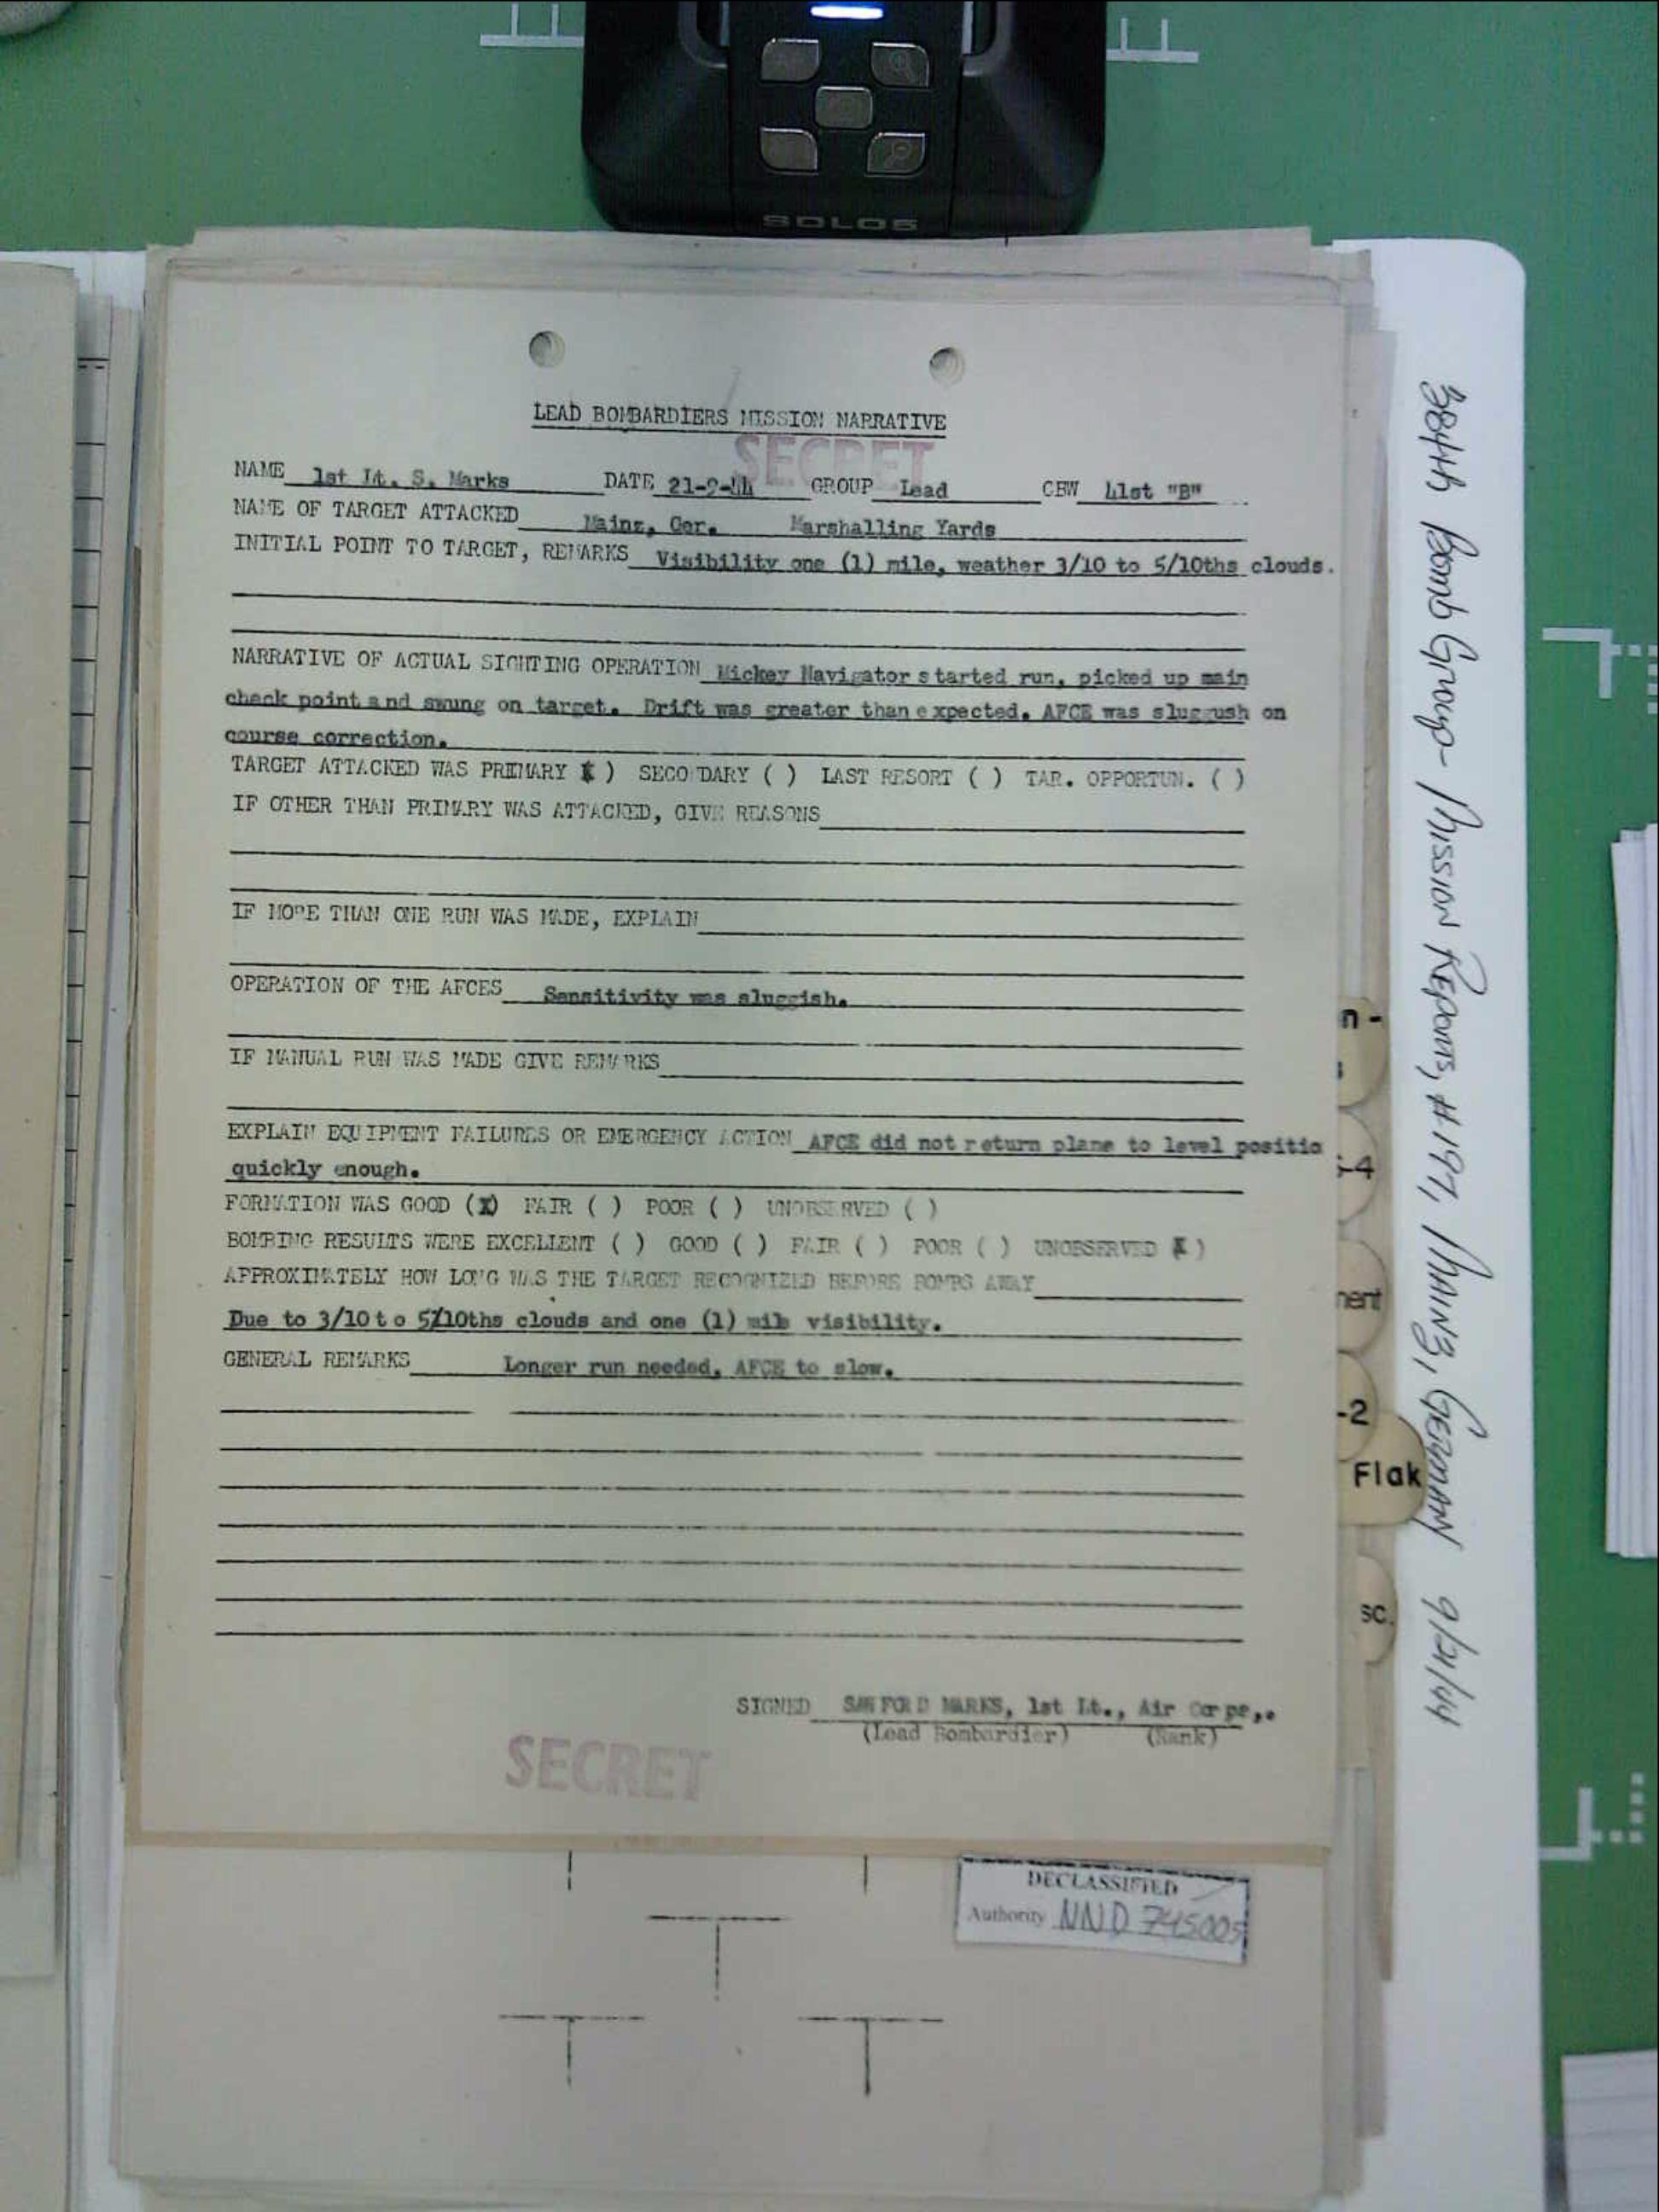 SOLO5
LEAD BOMBARDIERS MISSION NARRATIVE
SECRET
NAME 1st Lt. S. Marks DATE 21-9-44 GROUP Lead CBW 41st "B"
NAME OF TARGET ATTACKED Mainz, Ger. Marshalling Yards
INITIAL POINT TO TARGET, REMARKS Visibility one (1) mile, weather 3/10 to 5/10ths clouds.
NARRATIVE OF ACTUAL SIGHTING OPERATION Mickey Navigator started run, picked up main
check point and swung on target. Drift was greater than expected. AFCE was sluggush on
course correction.
TARGET ATTACKED WAS PRIMARY (X) SECO DARY ( ) LAST RESORT ( ) TAR. OPPORTUN. ( )
IF OTHER THAN PRIMARY WAS ATTACKED, GIVE REASONS
IF MORE THAN ONE RUN WAS MADE, EXPLAIN
OPERATION OF THE AFCES Sensitivity was sluggish.
IF MANUAL RUN WAS MADE GIVE REMARKS
EXPLAIN EQUIPMENT FAILURES OR EMERGENCY ACTION AFCE did not return plane to level positio
quickly enough.
FORMATION WAS GOOD (X) FAIR ( ) POOR ( ) UNOBSERVED ( )
BOMBING RESULTS WERE EXCELLENT ( ) GOOD ( ) FAIR ( ) POOR ( ) UNOBSERVED (X)
APPROXIMATELY HOW LONG WAS THE TARGET RECOGNIZED BEFORE BOMBS AWAY
Due to 3/10 to 5/10ths clouds and one (1) mile visibility.
GENERAL REMARKS Longer run needed, AFCE to slow.
SIGNED SANFORD MARKS, 1st Lt., Air Corps,.
(Lead Bombardier) (Rank)
SECRET
DECLASSIFIED
Authority NND 745005
n -
-4
ment
-2
Flak
sc.
384th Bomb Group- Mission Reports, #197, Mainz, Germany 9/21/44